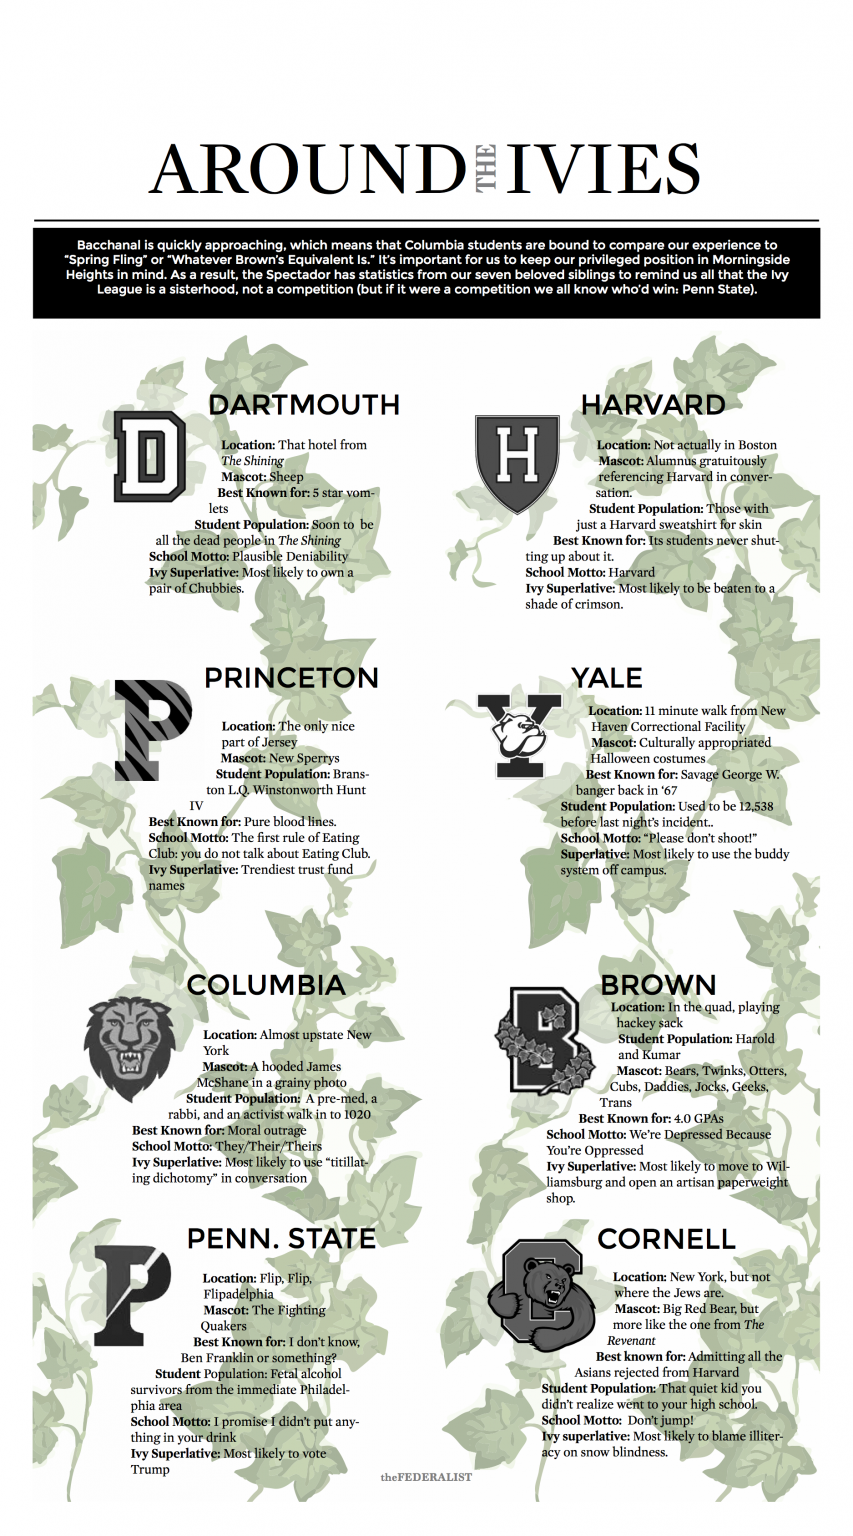 AROUND THE IVIES
Bacchanal is quickly approaching, which means that Columbia students are bound to compare our experience to
“Spring Fling” or “Whatever Brown’s Equivalent Is.” It’s important for us to keep our privileged position in Morningside
Heights in mind. As a result, the Spectador has statistics from our seven beloved siblings to remind us all that the Ivy
League is a sisterhood, not a competition (but if it were a competition we all know who’d win: Penn State).
DARTMOUTH
D
Location: That hotel from
The Shining
Mascot: Sheep
Best Known for: 5 star vom-
lets
Student Population: Soon to be
all the dead people in The Shining
School Motto: Plausible Deniability
Ivy Superlative: Most likely to own a
pair of Chubbies.
HARVARD
H
Location: Not actually in Boston
Mascot: Alumnus gratuitously
referencing Harvard in conver-
sation.
Student Population: Those with
just a Harvard sweatshirt for skin
Best Known for: Its students never shut-
ting up about it.
School Motto: Harvard
Ivy Superlative: Most likely to be beaten to a
shade of crimson.
PRINCETON
P
Location: The only nice
part of Jersey
Mascot: New Sperrys
Student Population: Brans-
ton L.Q. Winstonworth Hunt
IV
Best Known for: Pure blood lines.
School Motto: The first rule of Eating
Club: you do not talk about Eating Club.
Ivy Superlative: Trendiest trust fund
names
YALE
Y
Location: 11 minute walk from New
Haven Correctional Facility
Mascot: Culturally appropriated
Halloween costumes
Best Known for: Savage George W.
banger back in ‘67
Student Population: Used to be 12,538
before last night’s incident..
School Motto: “Please don’t shoot!”
Superlative: Most likely to use the buddy
system off campus.
COLUMBIA
Location: Almost upstate New
York
Mascot: A hooded James
McShane in a grainy photo
Student Population: A pre-med, a
rabbi, and an activist walk in to 1020
Best Known for: Moral outrage
School Motto: They/Their/Theirs
Ivy Superlative: Most likely to use “titillat-
ing dichotomy” in conversation
BROWN
B
Location: In the quad, playing
hackey sack
Student Population: Harold
and Kumar
Mascot: Bears, Twinks, Otters,
Cubs, Daddies, Jocks, Geeks,
Trans
Best Known for: 4.0 GPAs
School Motto: We’re Depressed Because
You’re Oppressed
Ivy Superlative: Most likely to move to Wil-
liamsburg and open an artisan paperweight
shop.
PENN. STATE
P
Location: Flip, Flip,
Flipadelphia
Mascot: The Fighting
Quakers
Best Known for: I don’t know,
Ben Franklin or something?
Student Population: Fetal alcohol
survivors from the immediate Philadel-
phia area
School Motto: I promise I didn’t put any-
thing in your drink
Ivy Superlative: Most likely to vote
Trump
CORNELL
C
Location: New York, but not
where the Jews are.
Mascot: Big Red Bear, but
more like the one from The
Revenant
Best known for: Admitting all the
Asians rejected from Harvard
Student Population: That quiet kid you
didn’t realize went to your high school.
School Motto: Don’t jump!
Ivy superlative: Most likely to blame illiter-
acy on snow blindness.
theFEDERALIST